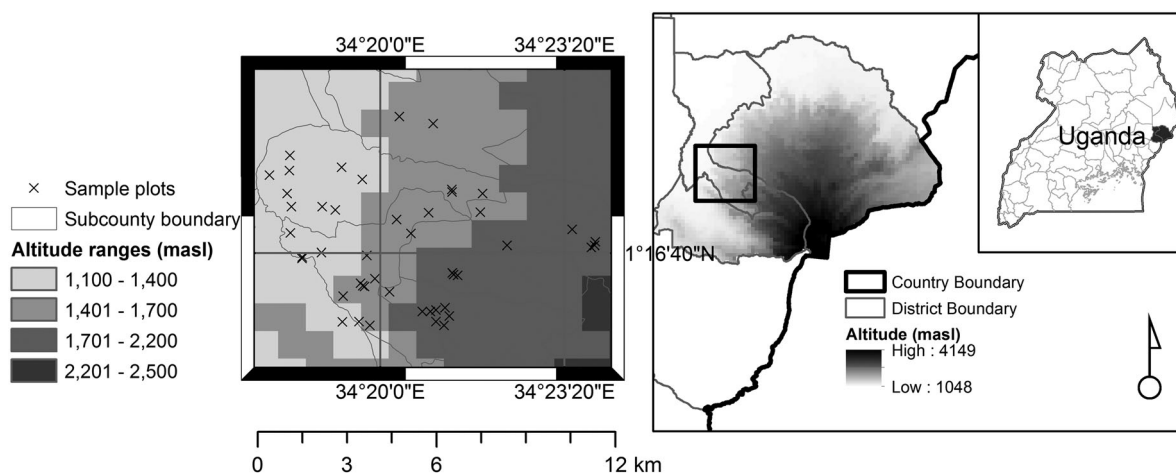 34°20'0"E
34°23'20"E
Sample plots
Subcounty boundary
Altitude ranges (masl)
1,100 - 1,400
1,401 - 1,700
1,701 - 2,200
2,201 - 2,500
1°16'40"N
34°20'0"E
34°23'20"E
0
3
6
12 km
Uganda
Country Boundary
District Boundary
Altitude (masl)
High : 4149
Low : 1048